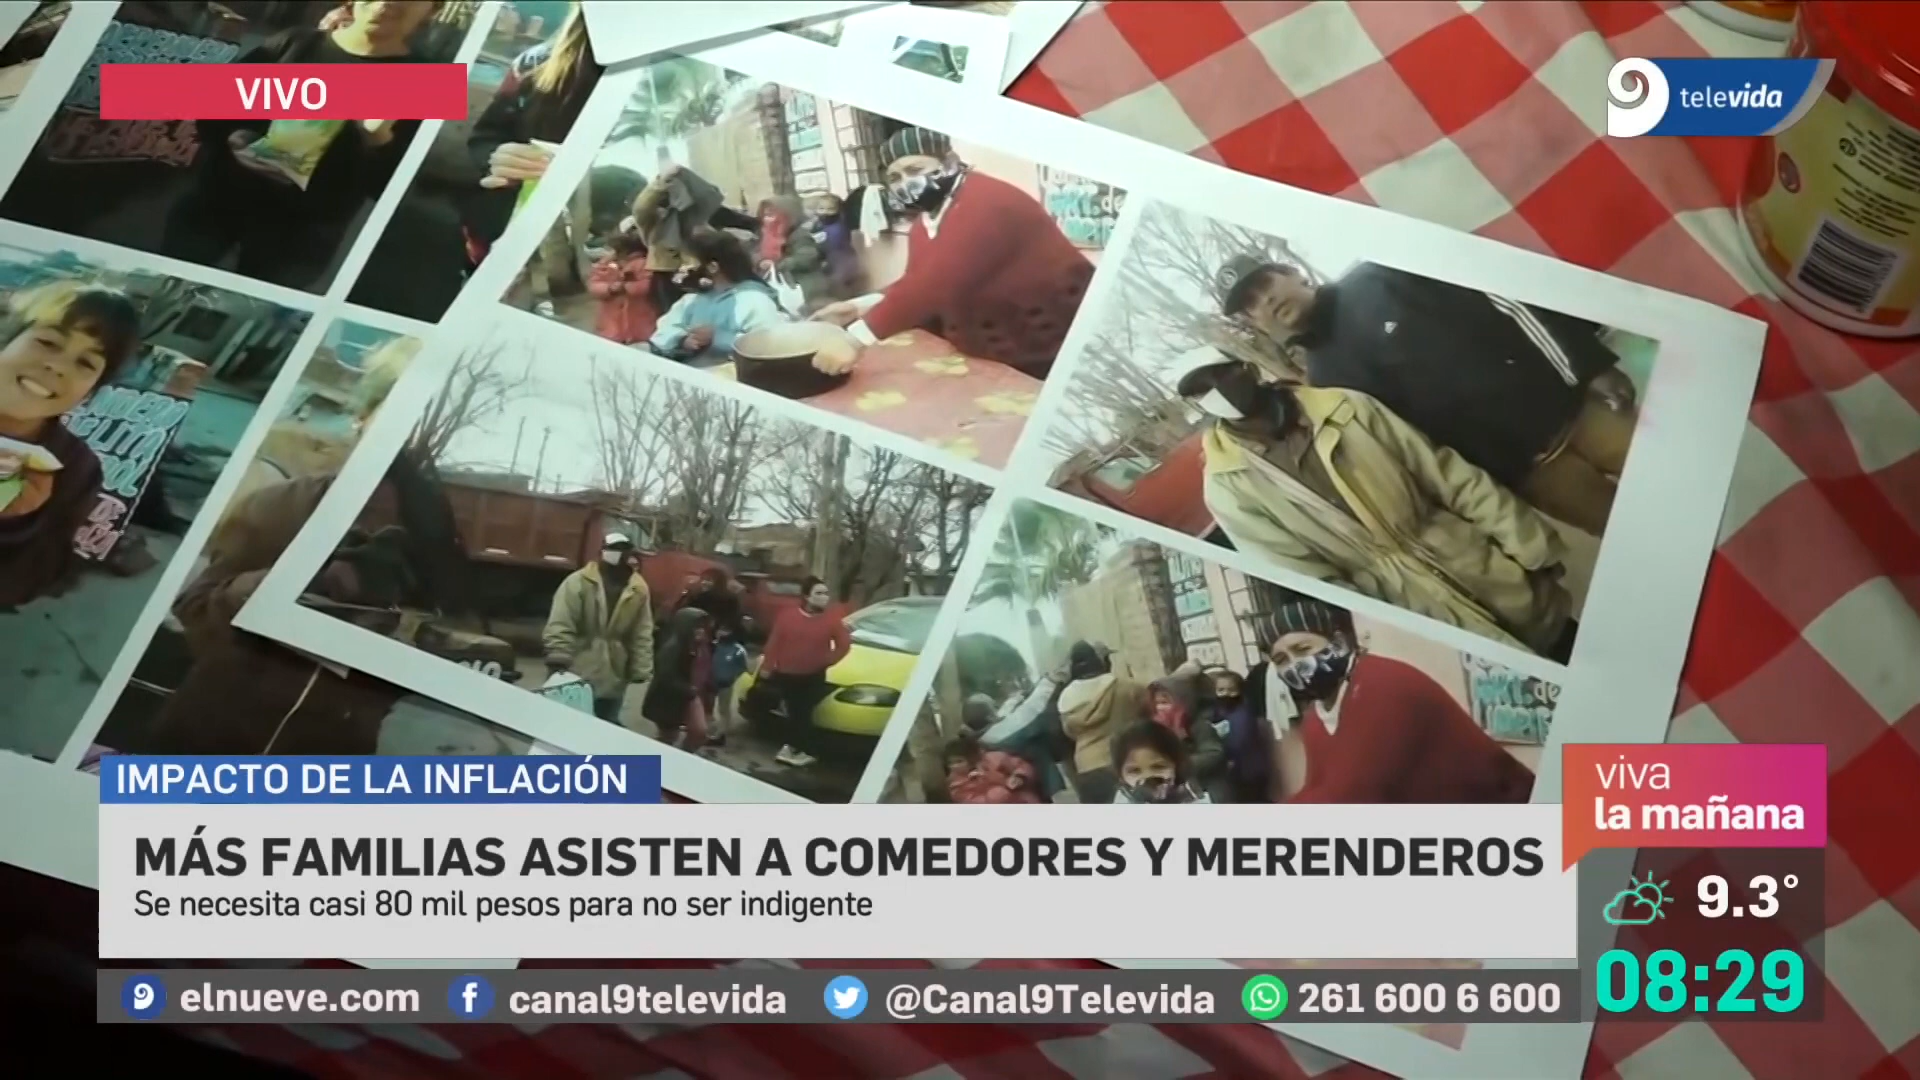 VIVO
9 televida
IMPACTO DE LA INFLACIÓN
MÁS FAMILIAS ASISTEN A COMEDORES Y MERENDEROS
Se necesita casi 80 mil pesos para no ser indigente
viva
la mañana
9.3°
08:29
elnueve.com
canal9televida
@Canal9Televida
261 600 6 600